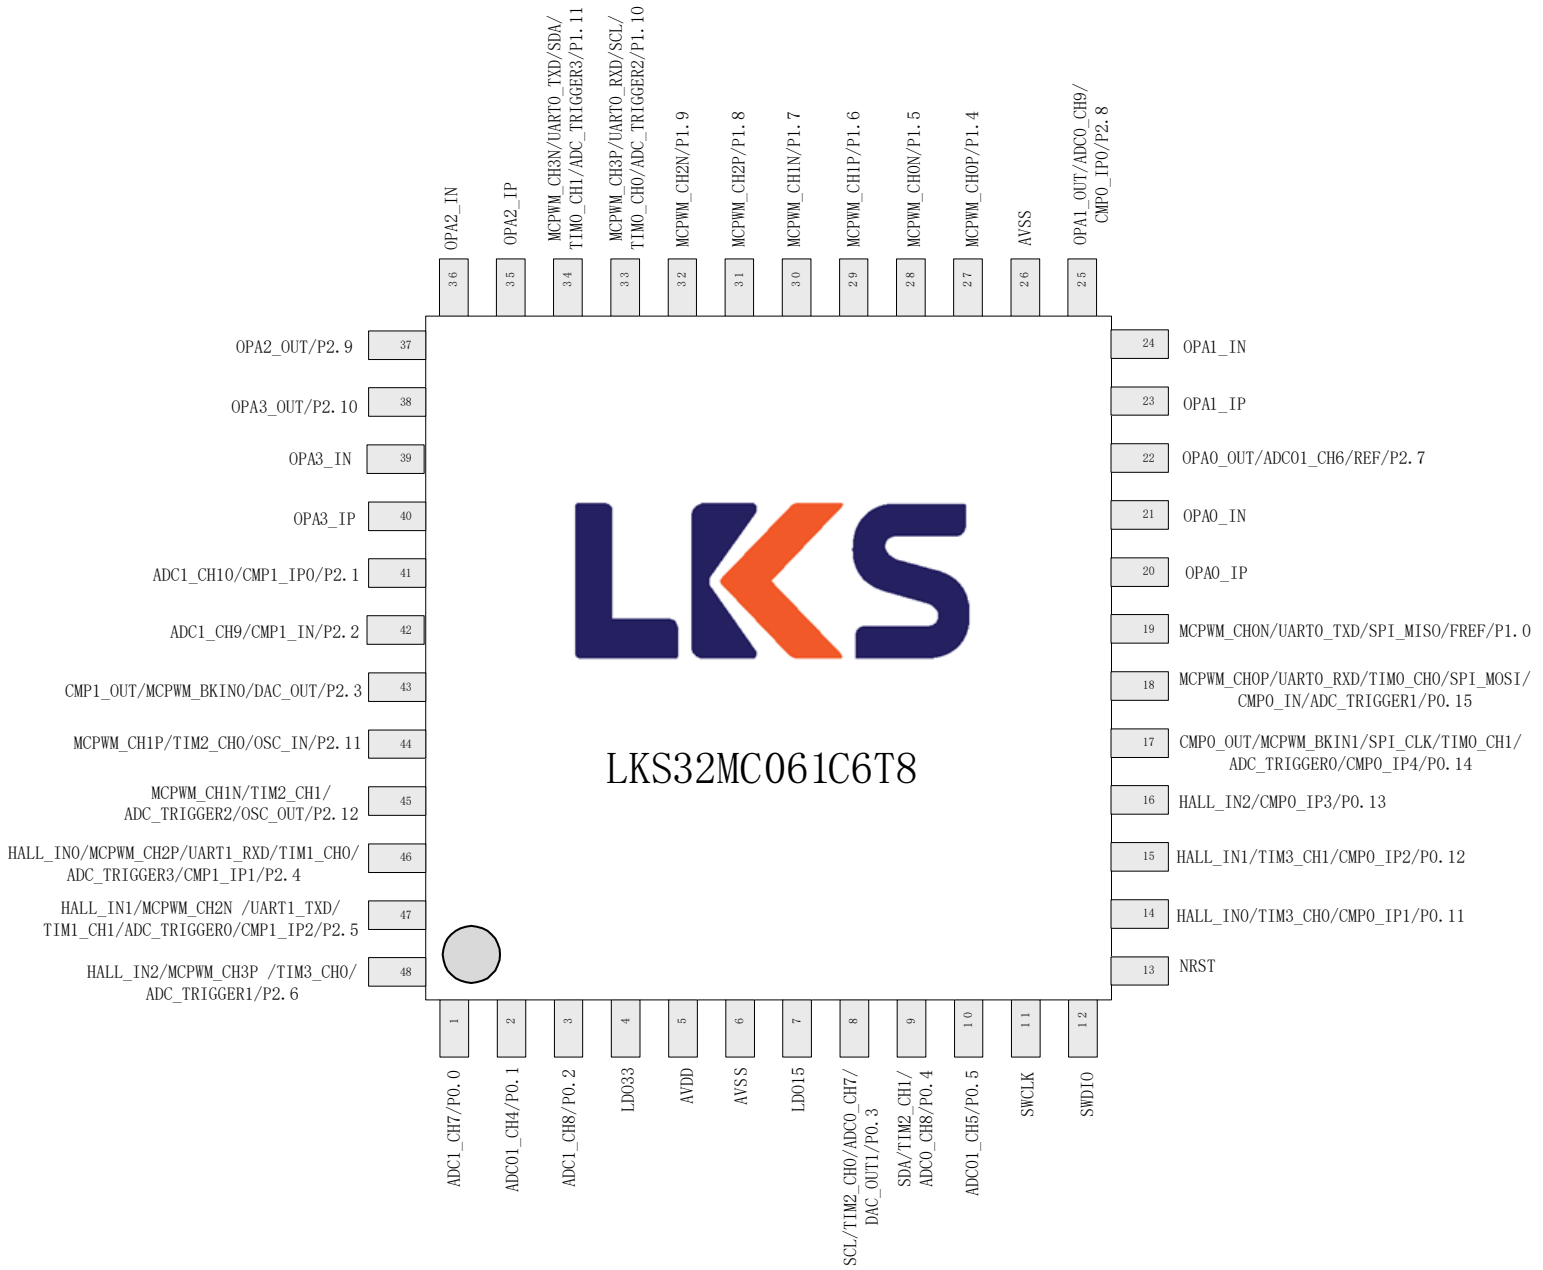 MCPWM_CH3N/UART0_TXD/SDA/
TIM0_CH1/ADC_TRIGGER3/P1.11
MCPWM_CH3P/UART0_RXD/SCL/
TIM0_CH0/ADC_TRIGGER2/P1.10
OPA2_IN
OPA2_IP
MCPWM_CH2N/P1.9
MCPWM_CH2P/P1.8
MCPWM_CH1N/P1.7
MCPWM_CH1P/P1.6
MCPWM_CH0N/P1.5
MCPWM_CH0P/P1.4
AVSS
OPA1_OUT/ADC0_CH9/
CMP0_IP0/P2.8
36
35
34
33
32
31
30
29
28
27
26
25
OPA2_OUT/P2.9
37
OPA3_OUT/P2.10
38
OPA3_IN
39
OPA3_IP
40
ADC1_CH10/CMP1_IP0/P2.1
41
ADC1_CH9/CMP1_IN/P2.2
42
CMP1_OUT/MCPWM_BKIN0/DAC_OUT/P2.3
43
MCPWM_CH1P/TIM2_CH0/OSC_IN/P2.11
44
MCPWM_CH1N/TIM2_CH1/
ADC_TRIGGER2/OSC_OUT/P2.12
45
HALL_IN0/MCPWM_CH2P/UART1_RXD/TIM1_CH0/
ADC_TRIGGER3/CMP1_IP1/P2.4
46
HALL_IN1/MCPWM_CH2N /UART1_TXD/
TIM1_CH1/ADC_TRIGGER0/CMP1_IP2/P2.5
47
HALL_IN2/MCPWM_CH3P /TIM3_CH0/
ADC_TRIGGER1/P2.6
48
LKS
LKS32MC061C6T8
24
OPA1_IN
23
OPA1_IP
22
OPA0_OUT/ADC01_CH6/REF/P2.7
21
OPA0_IN
20
OPA0_IP
19
MCPWM_CH0N/UART0_TXD/SPI_MISO/FREF/P1.0
18
MCPWM_CH0P/UART0_RXD/TIM0_CH0/SPI_MOSI/
CMP0_IN/ADC_TRIGGER1/P0.15
17
CMP0_OUT/MCPWM_BKIN1/SPI_CLK/TIM0_CH1/
ADC_TRIGGER0/CMP0_IP4/P0.14
16
HALL_IN2/CMP0_IP3/P0.13
15
HALL_IN1/TIM3_CH1/CMP0_IP2/P0.12
14
HALL_IN0/TIM3_CH0/CMP0_IP1/P0.11
13
NRST
1
2
3
4
5
6
7
8
9
10
11
12
ADC1_CH7/P0.0
ADC01_CH4/P0.1
ADC1_CH8/P0.2
LDO33
AVDD
AVSS
LDO15
SCL/TIM2_CH0/ADC0_CH7/
DAC_OUT1/P0.3
SDA/TIM2_CH1/
ADC0_CH8/P0.4
ADC01_CH5/P0.5
SWCLK
SWDIO